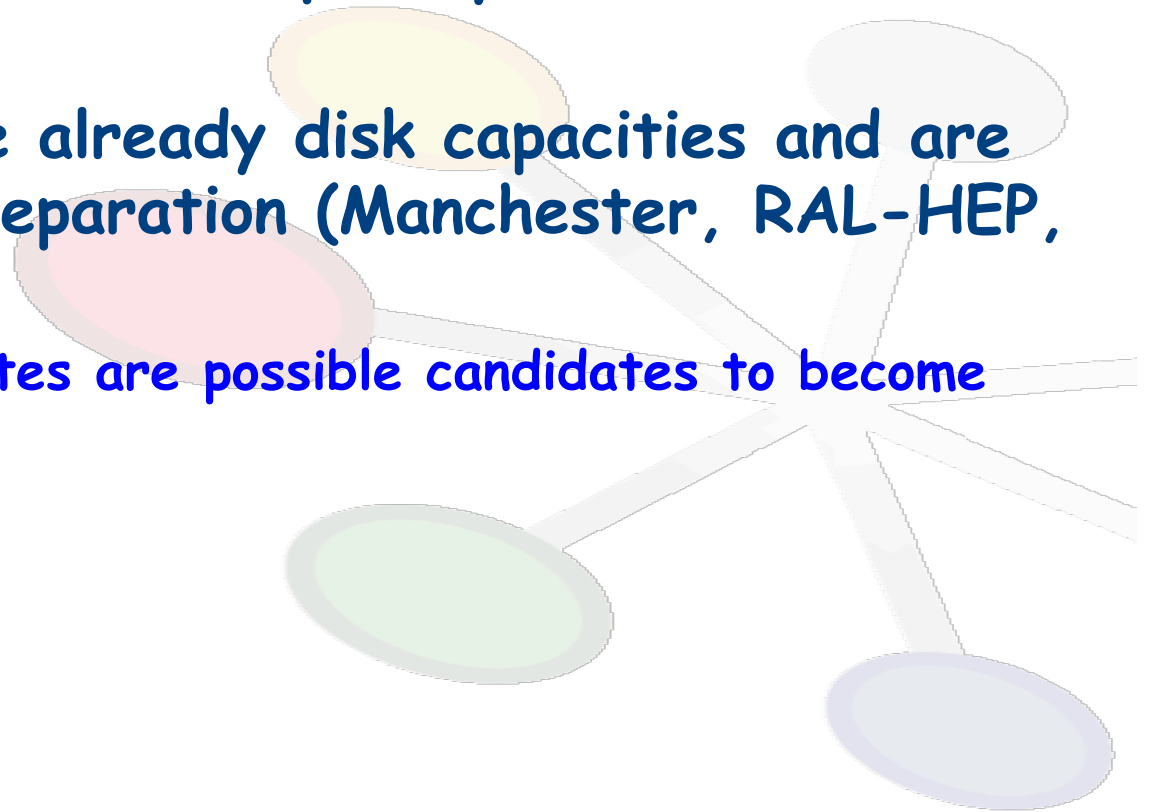 already disk capacities and are
eparation (Manchester, RAL-HEP,
tes are possible candidates to become